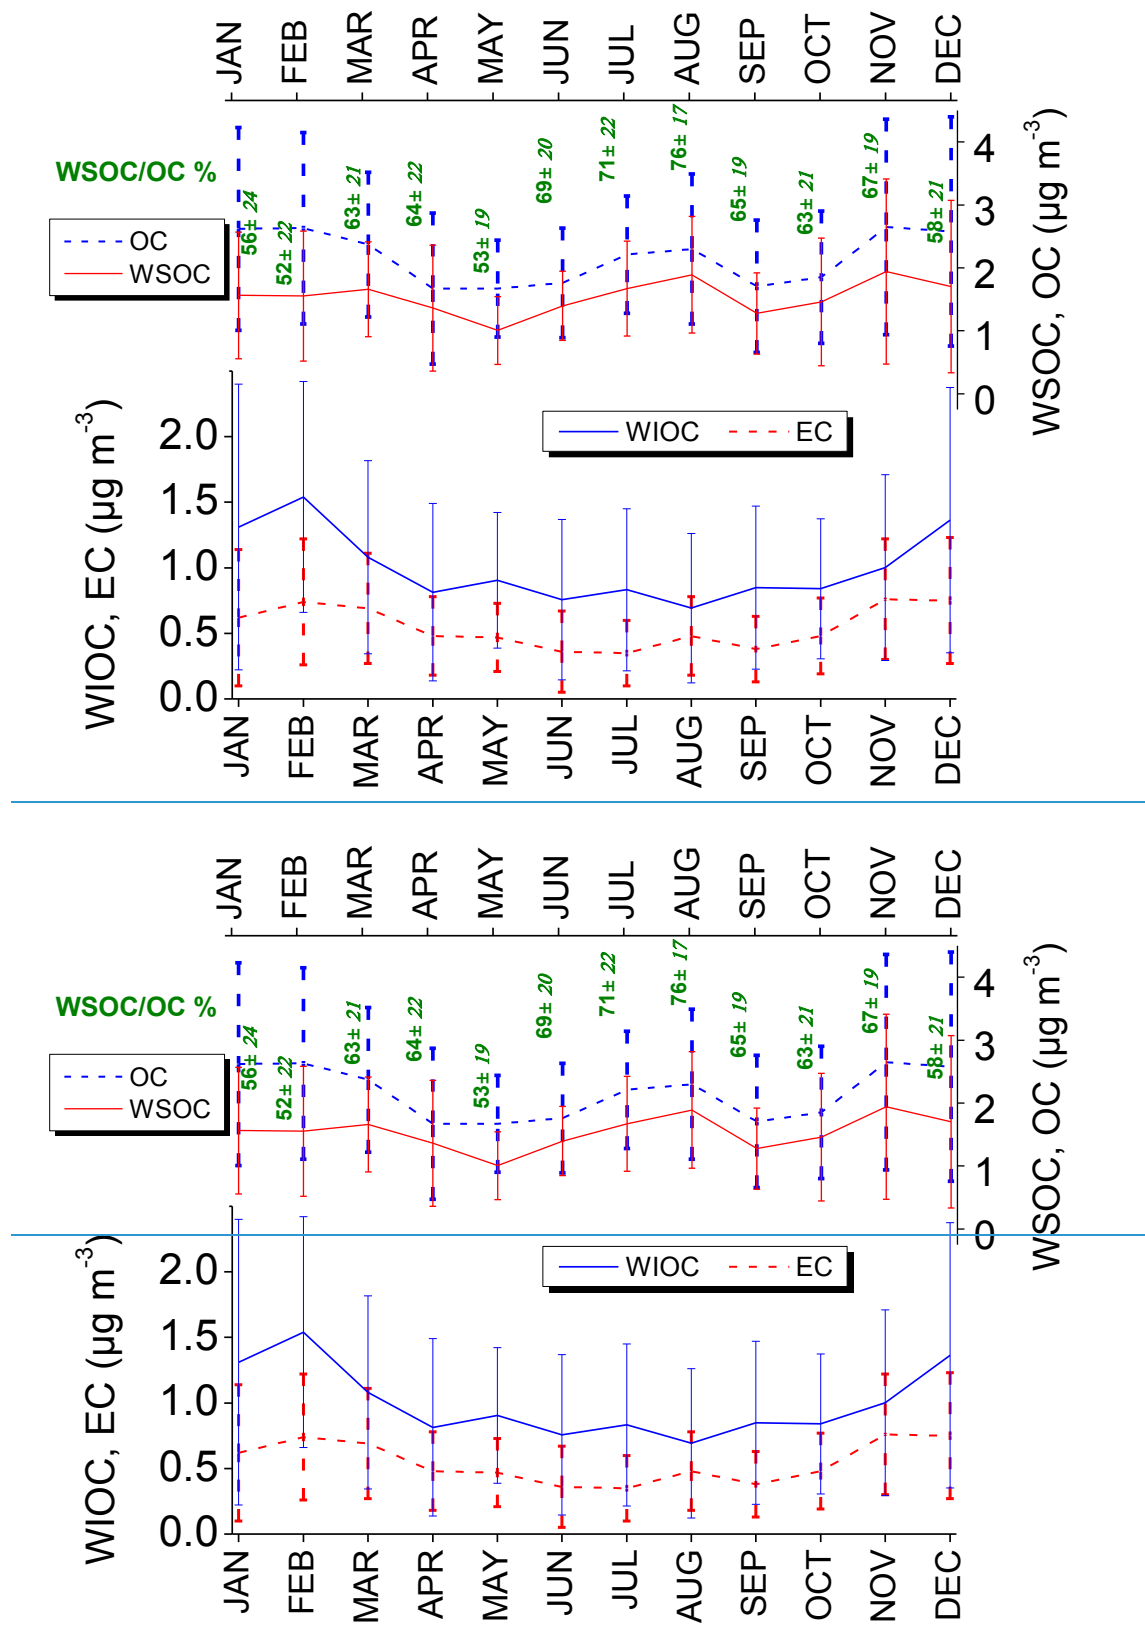 JAN FEB MAR APR MAY JUN JUL AUG SEP OCT NOV DEC
WSOC/OC %
56± 24 52± 22 63± 21 64± 22 53± 19 69± 20 71± 22 76± 17 65± 19 63± 21 67± 19 58± 21
OC
WSOC
4
3
2
1
0
WSOC, OC (µg m-3)
WIOC EC
WIOC, EC (µg m-3)
2.0
1.5
1.0
0.5
0.0
JAN FEB MAR APR MAY JUN JUL AUG SEP OCT NOV DEC
JAN FEB MAR APR MAY JUN JUL AUG SEP OCT NOV DEC
WSOC/OC %
56± 24 52± 22 63± 21 64± 22 53± 19 69± 20 71± 22 76± 17 65± 19 63± 21 67± 19 58± 21
OC
WSOC
4
3
2
1
0
WSOC, OC (µg m-3)
WIOC EC
WIOC, EC (µg m-3)
2.0
1.5
1.0
0.5
0.0
JAN FEB MAR APR MAY JUN JUL AUG SEP OCT NOV DEC